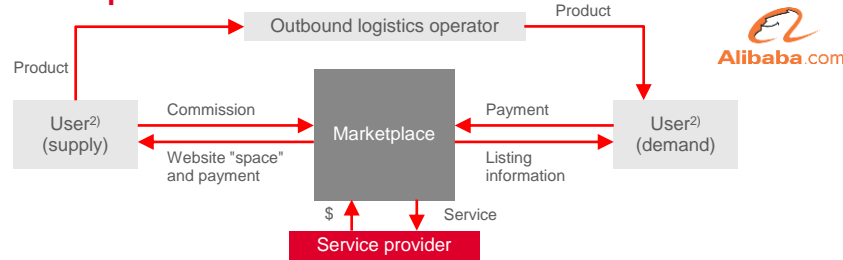 Outbound logistics operator
Product
Alibaba.com
Product
User2)
(supply)
Commission
Website "space"
and payment
Marketplace
Payment
Listing
information
User2)
(demand)
$
Service
Service provider